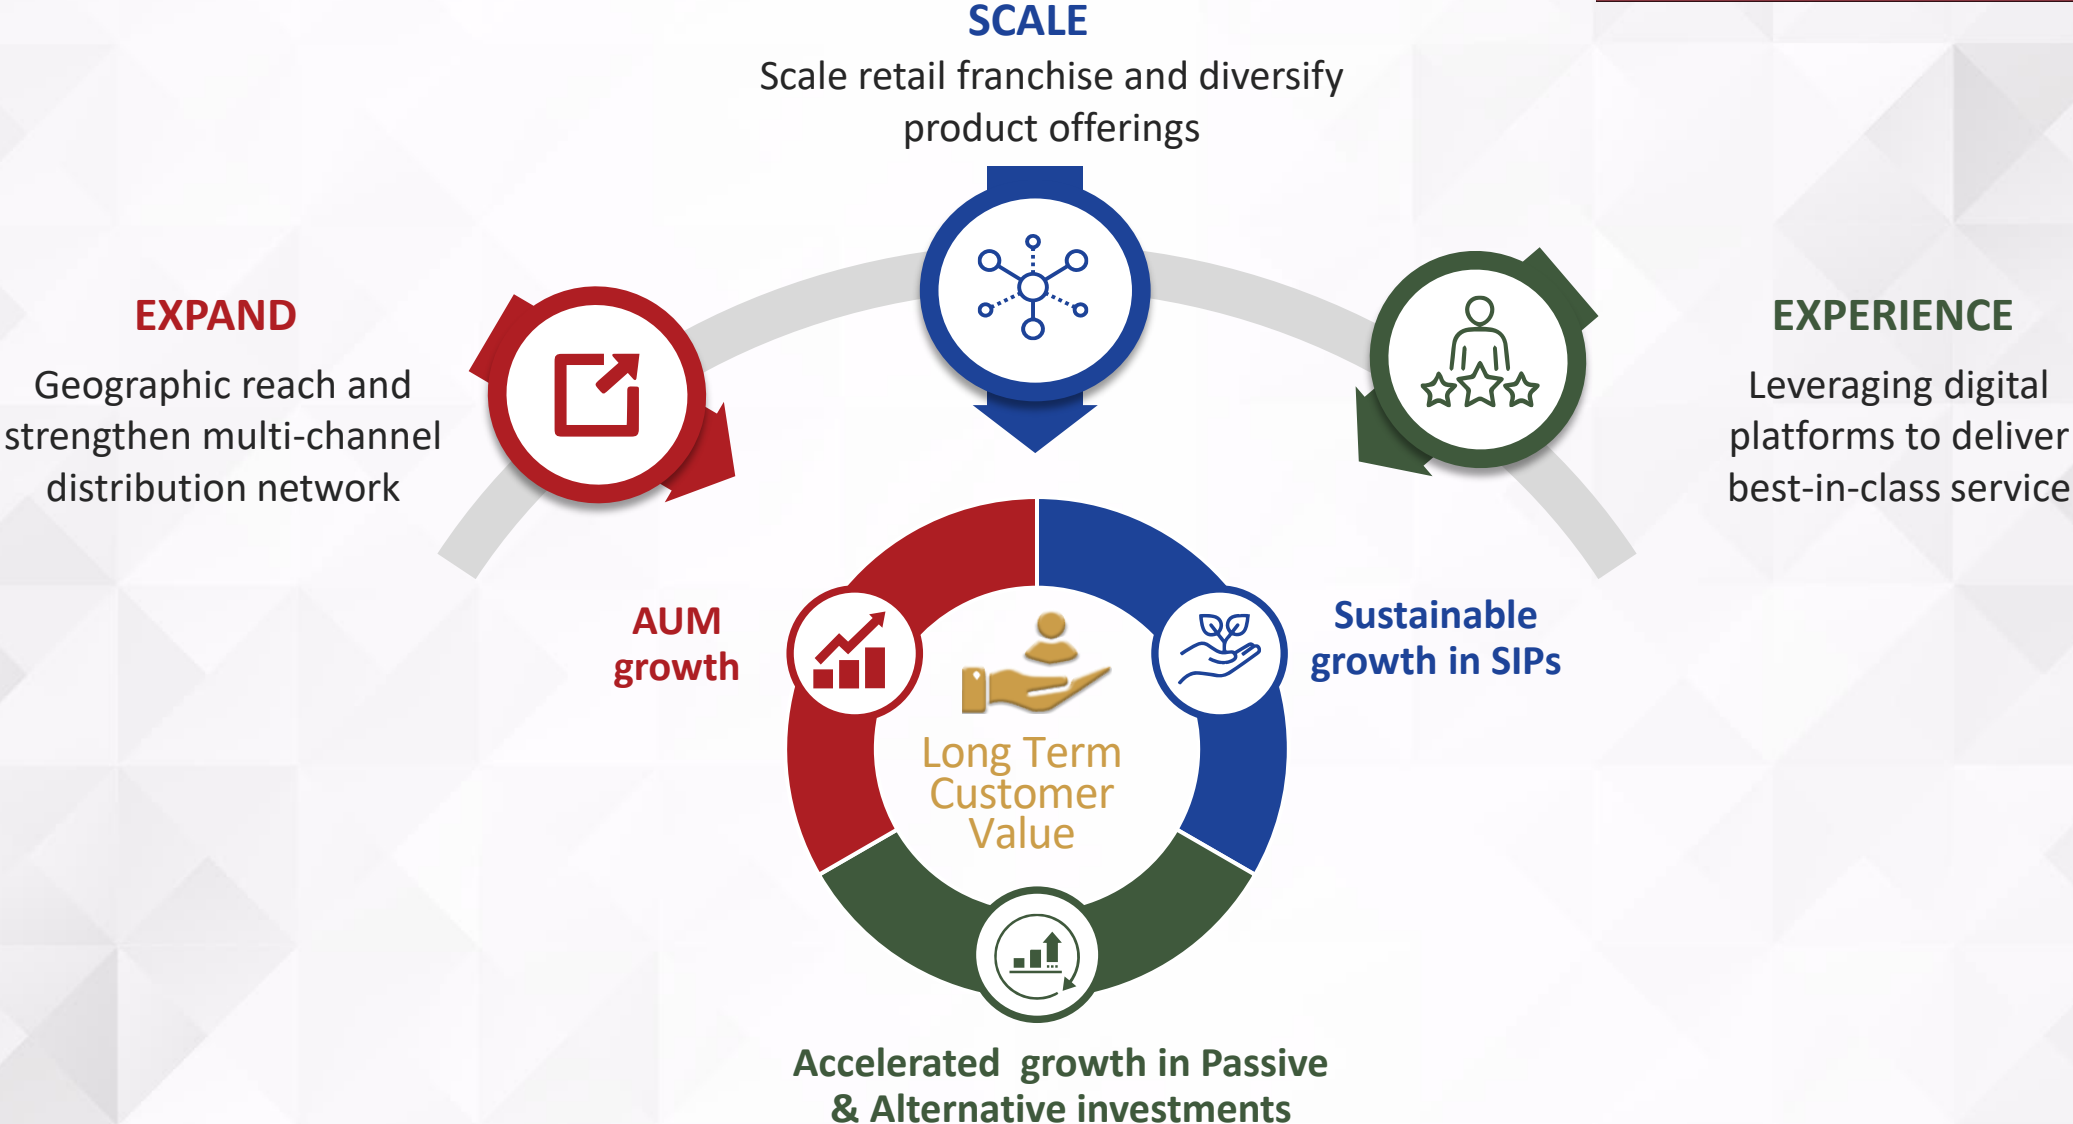 SCALE
Scale retail franchise and diversify
product offerings
EXPAND
Geographic reach and
strengthen multi-channel
distribution network
EXPERIENCE
Leveraging digital
platforms to deliver
best-in-class service
AUM
growth
Sustainable
growth in SIPs
Long Term
Customer
Value
Accelerated  growth in Passive
& Alternative investments